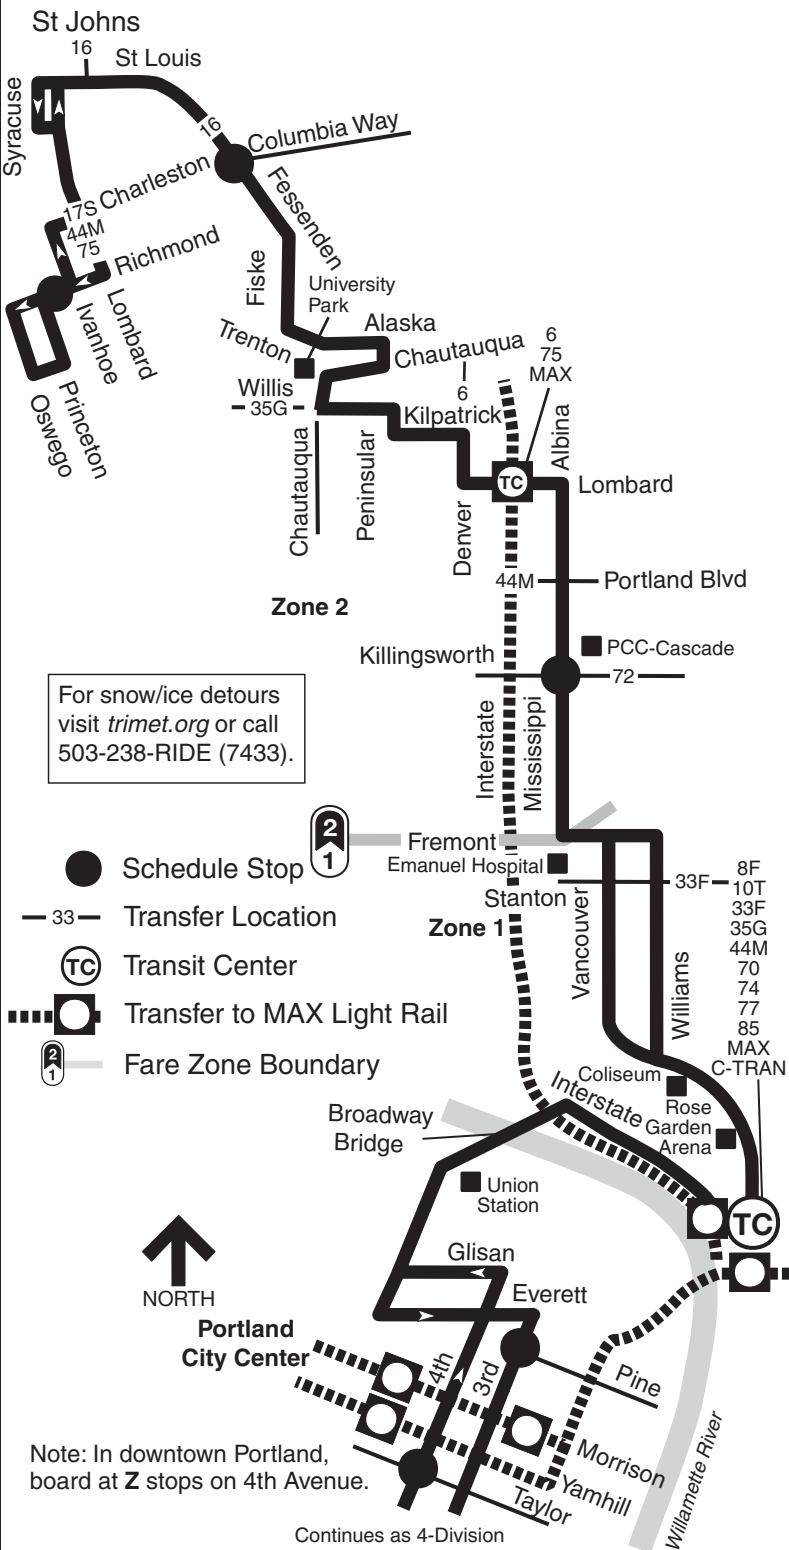 St Johns
16
St Louis
Syracuse
16
Columbia Way
Charleston
17S
44M
75
Fessenden
Richmond
Fiske
University
Park
Lombard
Ivanhoe
Trenton
Alaska
Chautauqua
6
6
75
MAX
Willis
35G
Princeton
Oswego
Kilpatrick
Albina
Chautauqua
Peninsular
TC
Lombard
Denver
44M
Portland Blvd
Zone 2
PCC-Cascade
Killingsworth
72
For snow/ice detours
visit trimet.org or call
503-238-RIDE (7433).
Interstate
Mississippi
2
1
Fremont
Emanuel Hospital
Schedule Stop
33F
8F
10T
33F
35G
44M
70
74
77
85
MAX
C-TRAN
Stanton
33
Transfer Location
Zone 1
Vancouver
Williams
TC
Transit Center
Transfer to MAX Light Rail
2
1
Fare Zone Boundary
Coliseum
Interstate
Rose
Garden
Arena
Broadway
Bridge
Union
Station
TC
Glisan
NORTH
Everett
Portland
City Center
4th
3rd
Pine
Note: In downtown Portland,
board at Z stops on 4th Avenue.
Morrison
Yamhill
Taylor
Willamette River
Continues as 4-Division